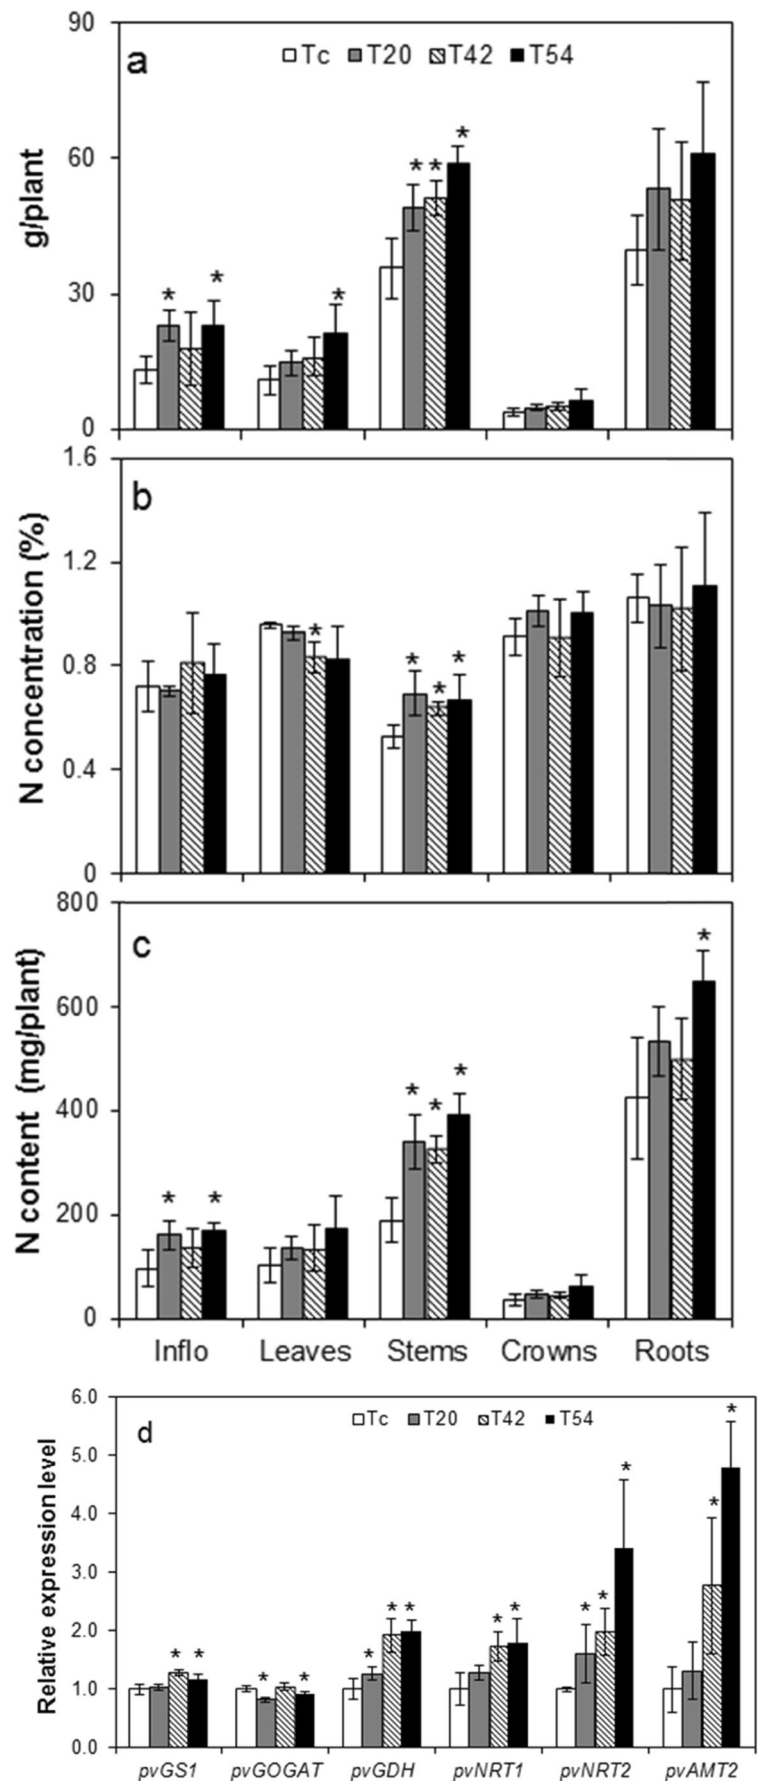 90
a
Tc T20 T42 T54
g/plant
60
* * *
30
* * *
0
1.6
b
N concentration (%)
1.2
0.8
* * * *
0.4
0
800
c
*
N content (mg/plant)
600
400
* * *
200
* *
0
Inflo Leaves Stems Crowns Roots
6.0
d
Tc T20 T42 T54
*
Relative expression level
5.0
*
4.0
*
3.0
2.0
* * * * * * * * * * *
1.0
0.0
pvGS1 pvGOGAT pvGDH pvNRT1 pvNRT2 pvAMT2